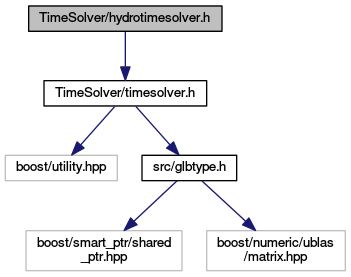 TimeSolver/hydrotimesolver.h
TimeSolver/timesolver.h
boost/utility.hpp
src/glbtype.h
boost/smart_ptr/shared
_ptr.hpp
boost/numeric/ublas
/matrix.hpp